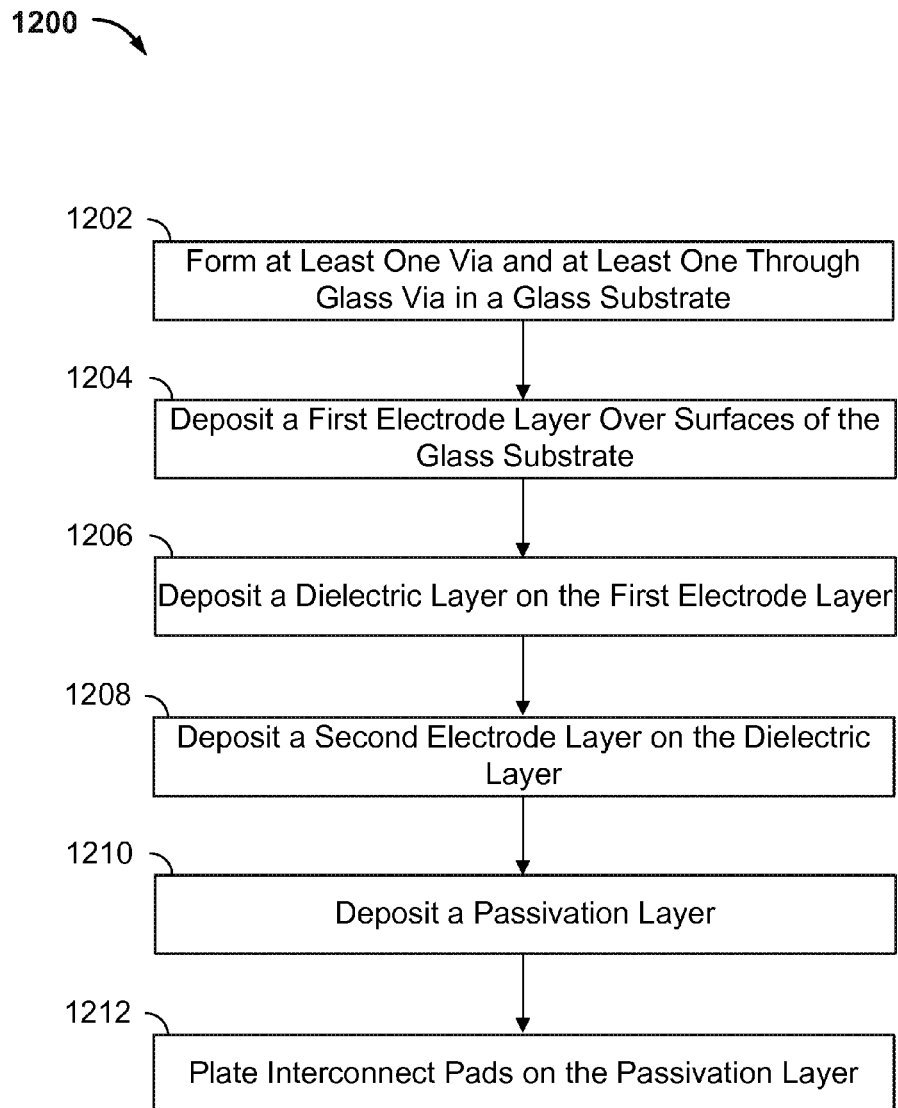 1200
1202
Form at Least One Via and at Least One Through
Glass Via in a Glass Substrate
1204
Deposit a First Electrode Layer Over Surfaces of the
Glass Substrate
1206
Deposit a Dielectric Layer on the First Electrode Layer
1208
Deposit a Second Electrode Layer on the Dielectric
Layer
1210
Deposit a Passivation Layer
1212
Plate Interconnect Pads on the Passivation Layer